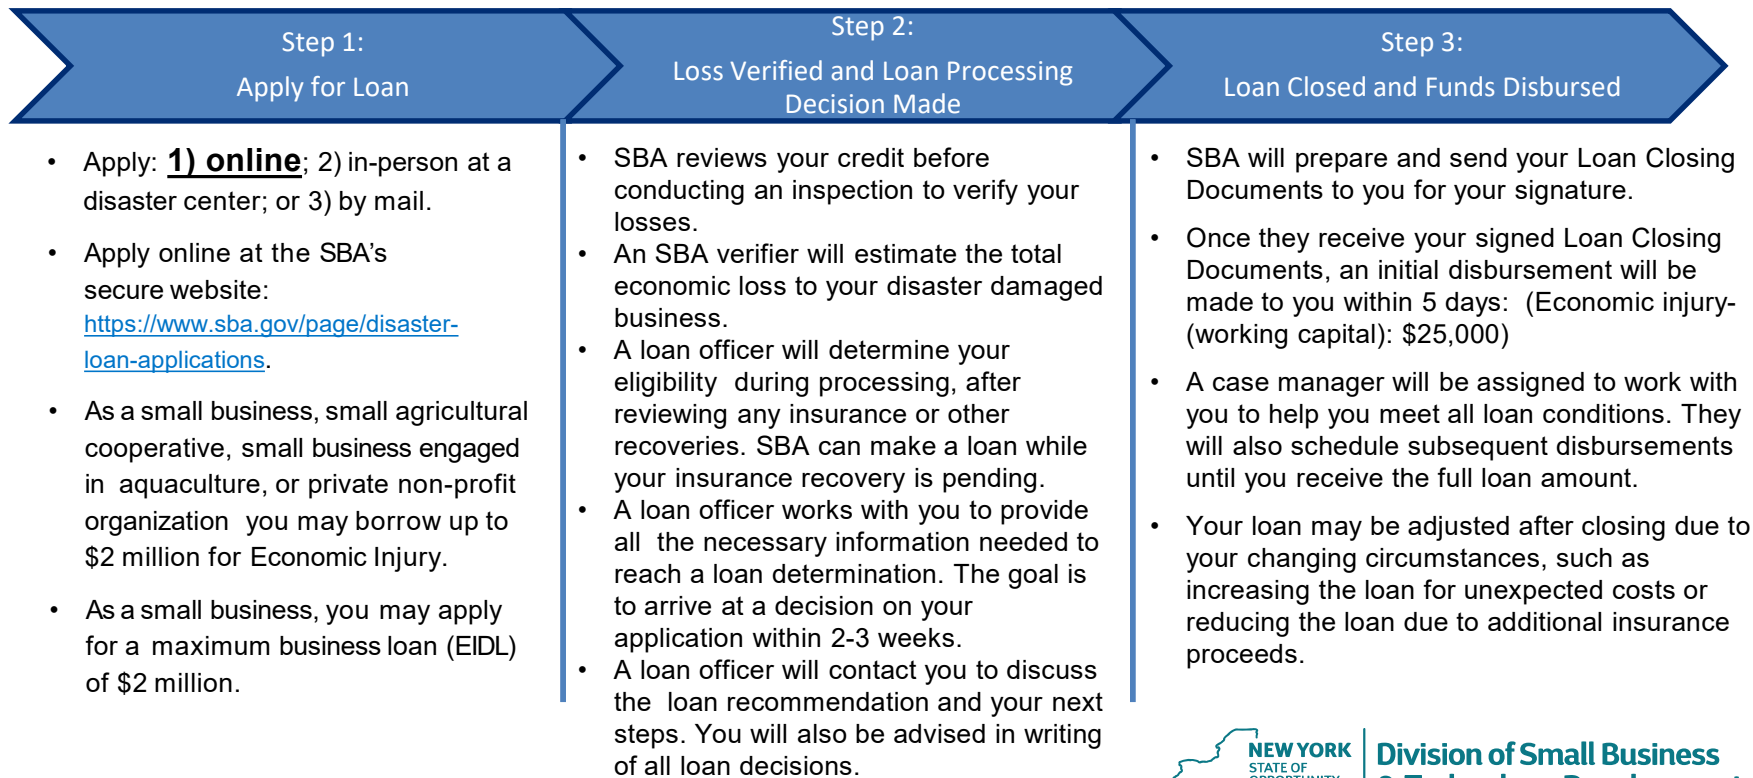 Step 1:
Apply for Loan
Step 2:
Loss Verified and Loan Processing
Decision Made
Step 3:
Loan Closed and Funds Disbursed
• Apply: 1) online; 2) in-person at a
disaster center; or 3) by mail.
• Apply online at the SBA’s
secure website:
https://www.sba.gov/page/disaster-
loan-applications.
• As a small business, small agricultural
cooperative, small business engaged
in aquaculture, or private non-profit
organization you may borrow up to
$2 million for Economic Injury.
• As a small business, you may apply
for a maximum business loan (EIDL)
of $2 million.
• SBA reviews your credit before
conducting an inspection to verify your
losses.
• An SBA verifier will estimate the total
economic loss to your disaster damaged
business.
• A loan officer will determine your
eligibility during processing, after
reviewing any insurance or other
recoveries. SBA can make a loan while
your insurance recovery is pending.
• A loan officer works with you to provide
all the necessary information needed to
reach a loan determination. The goal is
to arrive at a decision on your
application within 2-3 weeks.
• A loan officer will contact you to discuss
the loan recommendation and your next
steps. You will also be advised in writing
of all loan decisions.
• SBA will prepare and send your Loan Closing
Documents to you for your signature.
• Once they receive your signed Loan Closing
Documents, an initial disbursement will be
made to you within 5 days: (Economic injury-
(working capital): $25,000)
• A case manager will be assigned to work with
you to help you meet all loan conditions. They
will also schedule subsequent disbursements
until you receive the full loan amount.
• Your loan may be adjusted after closing due to
your changing circumstances, such as
increasing the loan for unexpected costs or
reducing the loan due to additional insurance
proceeds.
NEW YORK
STATE OF
Division of Small Business